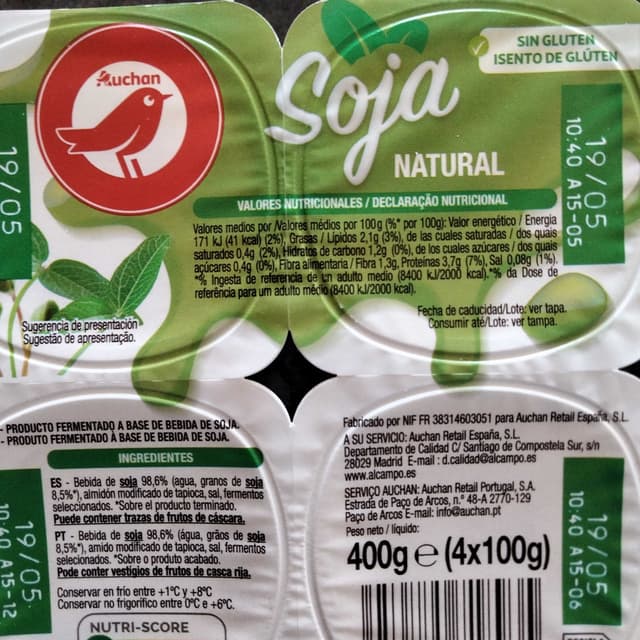 Auchan
Soja
NATURAL
SIN GLUTEN
ISENTO DE GLÚTEN
19/05
19/05
10:40 A15-05
VALORES NUTRICIONALES / DECLARAÇÃO NUTRICIONAL
Valores medios por /Valores médios por 100g (%* por 100g): Valor energético / Energia
171 kJ (41 kcal) (2%), Grasas / Lípidos 2,1g (3%), de las cuales saturadas / dos quais
saturados 0,4g (2%), Hidratos de carbono 1,2g (0%), de los cuales azúcares / dos quais
açúcares 0,4g (0%), Fibra alimentaria / Fibra 1,3g, Proteínas 3,7g (7%), Sal 0,08g (1%).
*% Ingesta de referencia de un adulto medio (8400 kJ/2000 kcal).*% da Dose de
referência para um adulto médio (8400 kJ/2000 kcal).
Fecha de caducidad/Lote: ver tapa.
Consumir até/Lote: ver tampa.
Sugerencia de presentación
Sugestão de apresentação.
- PRODUCTO FERMENTADO A BASE DE BEBIDA DE SOJA.
- PRODUTO FERMENTADO À BASE DE BEBIDA DE SOJA.
INGREDIENTES
ES - Bebida de soja 98,6% (agua, granos de soja
8,5%*), almidón modificado de tapioca, sal, fermentos
seleccionados. *Sobre el producto terminado.
Puede contener trazas de frutos de cáscara.
PT - Bebida de soja 98,6% (água, grãos de soja
8,5%*), amido modificado de tapioca, sal, fermentos
selecionados. *Sobre o produto acabado.
Pode conter vestígios de frutos de casca rija.
Conservar en frío entre +1ºC y +8ºC
Conservar no frigorífico entre 0ºC e +6ºC.
NUTRI-SCORE
19/05
10:40 A15-12
Fabricado por NIF FR 38314603051 para Auchan Retail España, S.L.
A SU SERVICIO: Auchan Retail España, S.L.
Departamento de Calidad C/ Santiago de Compostela Sur, s/n
28029 Madrid E-mail : d.calidad@alcampo.es
www.alcampo.es
SERVIÇO AUCHAN: Auchan Retail Portugal, S.A.
Estrada de Paço de Arcos, n.º 48-A 2770-129
Paço de Arcos E-mail: info@auchan.pt
Peso neto / líquido:
400g e (4x100g)
19/05
10:40 A15-06